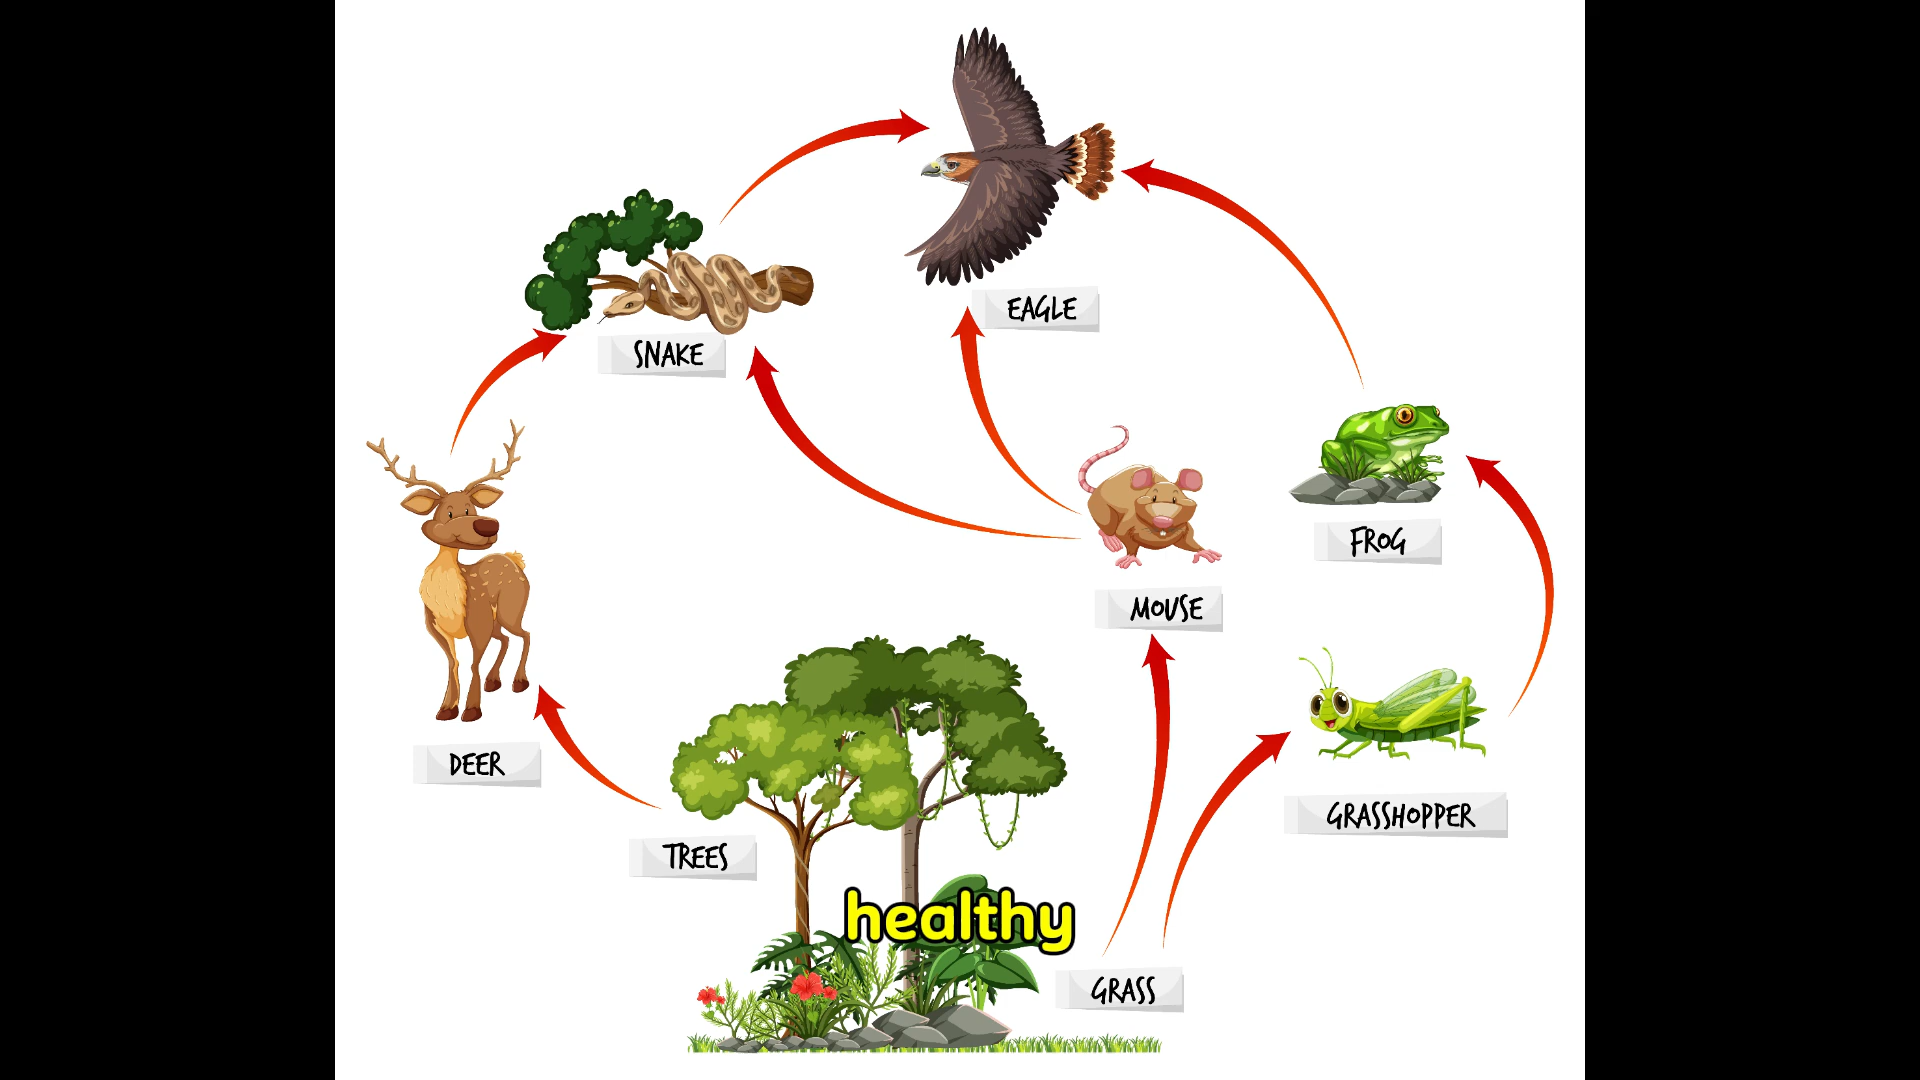 EAGLE
SNAKE
FROG
MOUSE
DEER
GRASSHOPPER
TREES
healthy
GRASS